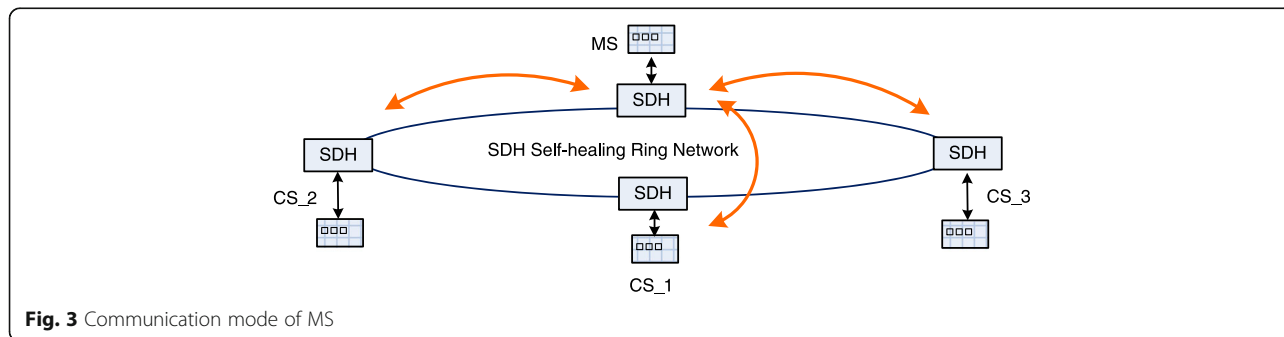 MS
SDH
SDH
SDH Self-healing Ring Network
SDH
SDH
CS_2
CS_3
CS_1
Fig. 3 Communication mode of MS